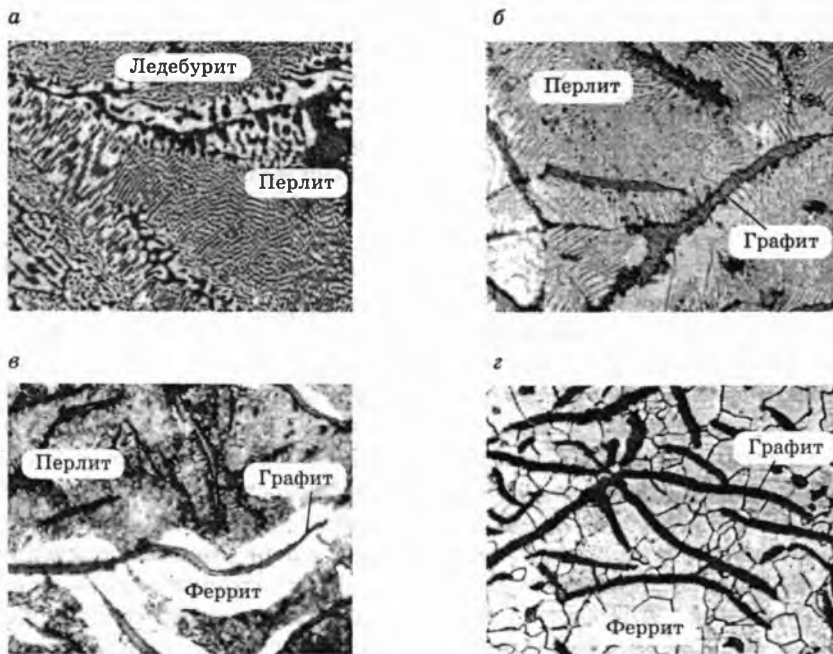 а
Ледебурит
Перлит
б
Перлит
Графит
в
Перлит
Графит
Феррит
г
Графит
Феррит